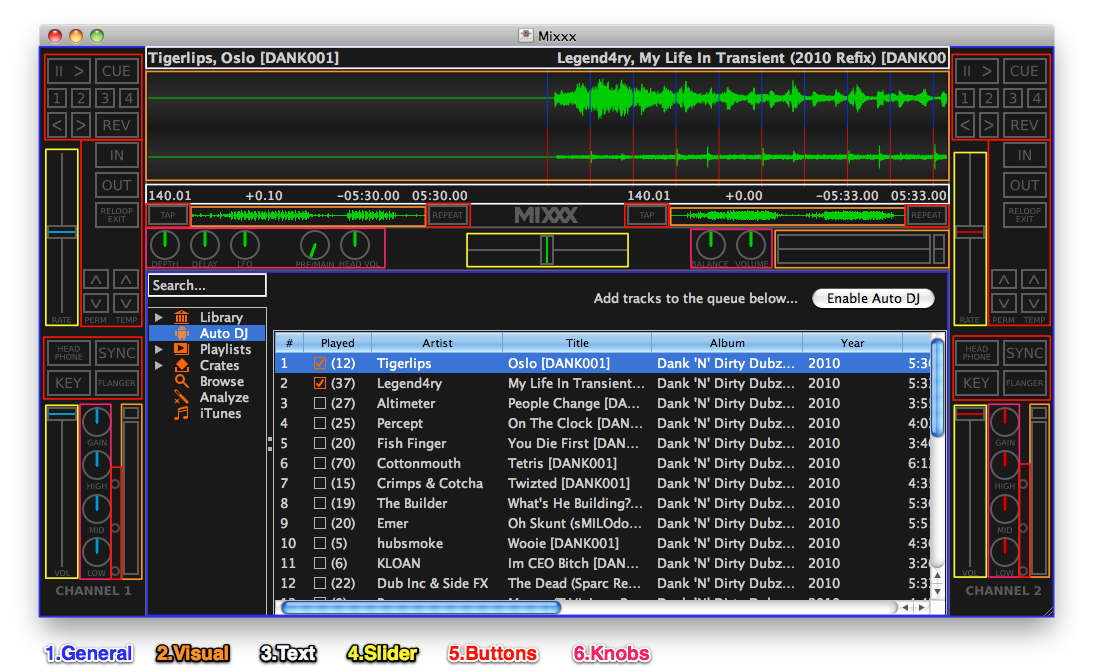 Mixxx
Tigerlips, Oslo [DANK001] Legend4ry, My Life In Transient (2010 Refix) [DANK00
II > CUE
1 2 3 4
< > REV
IN
OUT
RELOOP EXIT
RATE PERM TEMP
HEAD PHONE SYNC
KEY FLANGER
GAIN
HIGH
MID
VOL LOW
CHANNEL 1
140.01 +0.10 −05:30.00 05:30.00 140.01 +0.00 −05:33.00 05:33.00
TAP REPEAT MIXXX TAP REPEAT
DEPTH DELAY LFO PRE/MAIN HEAD VOL BALANCE VOLUME
Search...
Library
Auto DJ
Playlists
Crates
Browse
Analyze
iTunes
Add tracks to the queue below... Enable Auto DJ
# Played Artist Title Album Year
1 (12) Tigerlips Oslo [DANK001] Dank 'N' Dirty Dubz... 2010 5:3
2 (37) Legend4ry My Life In Transient... Dank 'N' Dirty Dubz... 2010 5:3
3 (27) Altimeter People Change [DA... Dank 'N' Dirty Dubz... 2010 3:5
4 (25) Percept On The Clock [DAN... Dank 'N' Dirty Dubz... 2010 4:0
5 (20) Fish Finger You Die First [DAN... Dank 'N' Dirty Dubz... 2010 3:4
6 (70) Cottonmouth Tetris [DANK001] Dank 'N' Dirty Dubz... 2010 6:1
7 (15) Crimps & Cotcha Twizted [DANK001] Dank 'N' Dirty Dubz... 2010 4:3
8 (19) The Builder What's He Building?... Dank 'N' Dirty Dubz... 2010 5:3
9 (20) Emer Oh Skunt (sMILOdo... Dank 'N' Dirty Dubz... 2010 5:5
10 (5) hubsmoke Wooie [DANK001] Dank 'N' Dirty Dubz... 2010 4:3
11 (6) KLOAN Im CEO Bitch [DAN... Dank 'N' Dirty Dubz... 2010 3:2
12 (22) Dub Inc & Side FX The Dead (Sparc Re... Dank 'N' Dirty Dubz... 2010 5:3
II > CUE
1 2 3 4
< > REV
IN
OUT
RELOOP EXIT
RATE PERM TEMP
HEAD PHONE SYNC
KEY FLANGER
GAIN
HIGH
MID
VOL LOW
CHANNEL 2
1.General 2.Visual 3.Text 4.Slider 5.Buttons 6.Knobs